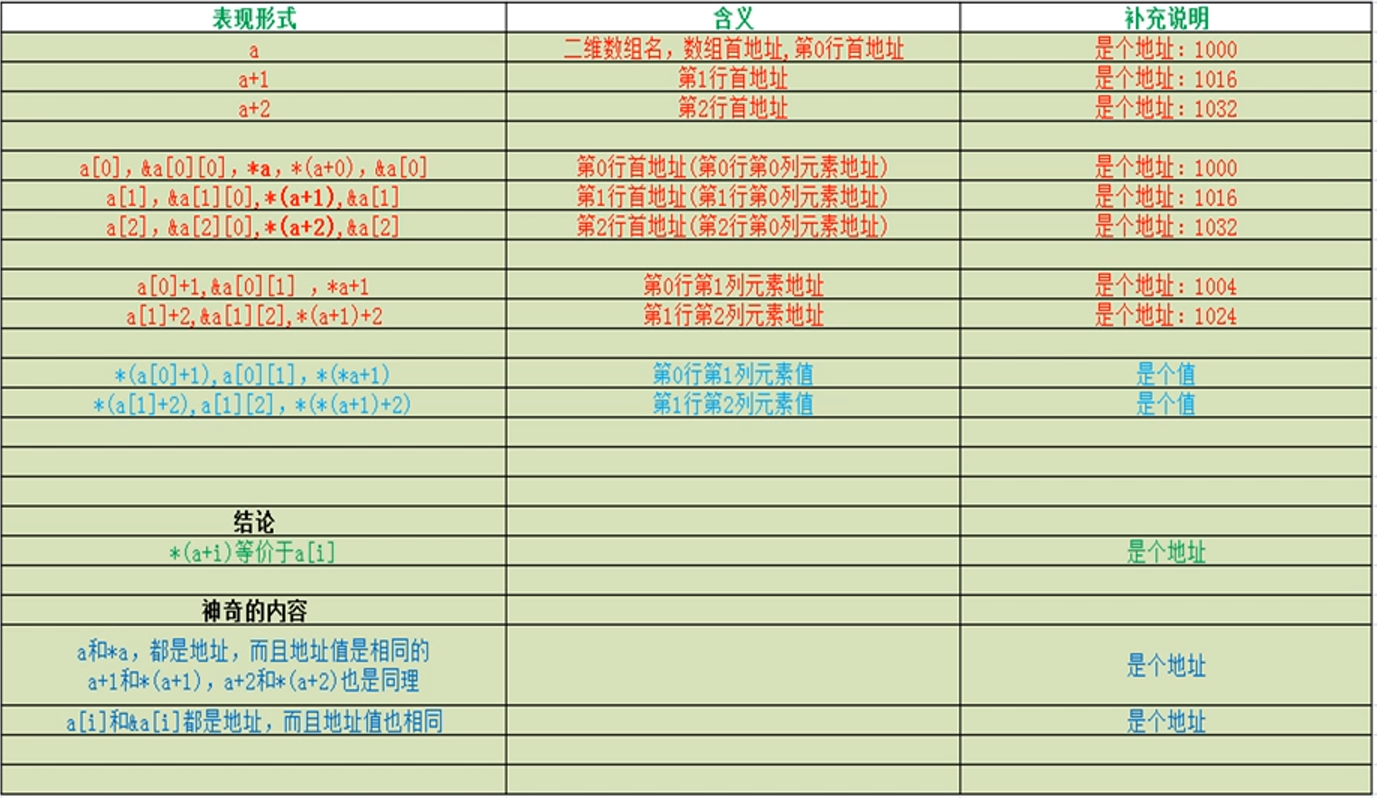 表现形式 含义 补充说明
a 二维数组名，数组首地址,第0行首地址 是个地址：1000
a+1 第1行首地址 是个地址：1016
a+2 第2行首地址 是个地址：1032
a[0]，&a[0][0]，*a，*(a+0)，&a[0] 第0行首地址(第0行第0列元素地址) 是个地址：1000
a[1]，&a[1][0],*(a+1),&a[1] 第1行首地址(第1行第0列元素地址) 是个地址：1016
a[2]，&a[2][0],*(a+2),&a[2] 第2行首地址(第2行第0列元素地址) 是个地址：1032
a[0]+1,&a[0][1] ，*a+1 第0行第1列元素地址 是个地址：1004
a[1]+2,&a[1][2],*(a+1)+2 第1行第2列元素地址 是个地址：1024
*(a[0]+1),a[0][1]，*(*a+1) 第0行第1列元素值 是个值
*(a[1]+2),a[1][2]，*(*(a+1)+2) 第1行第2列元素值 是个值
结论
*(a+i)等价于a[i] 是个地址
神奇的内容
a和*a，都是地址，而且地址值是相同的
a+1和*(a+1)，a+2和*(a+2)也是同理
是个地址
a[i]和&a[i]都是地址，而且地址值也相同 是个地址